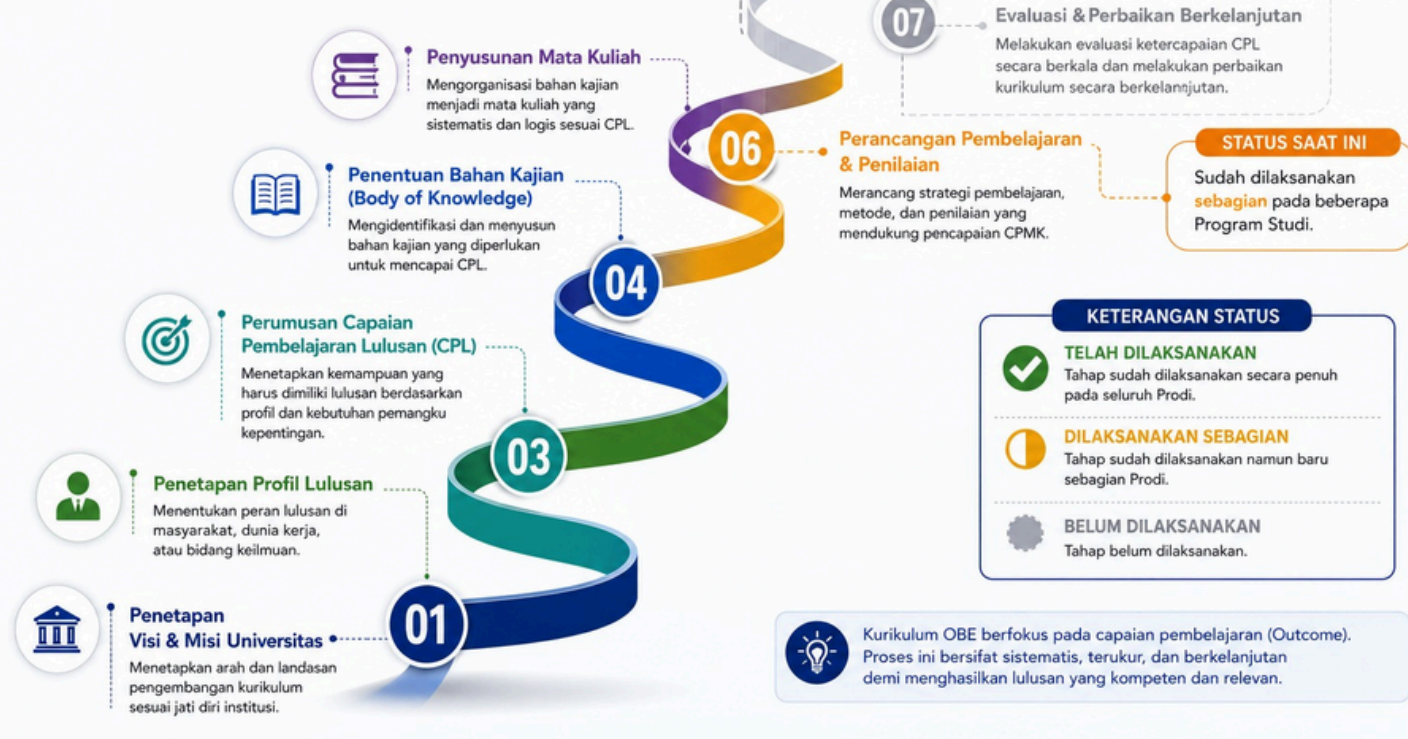 07
Evaluasi & Perbaikan Berkelanjutan
Melakukan evaluasi ketercapaian CPL
secara berkala dan melakukan perbaikan
kurikulum secara berkelannjutan.
Penyusunan Mata Kuliah
Mengorganisasi bahan kajian
menjadi mata kuliah yang
sistematis dan logis sesuai CPL.
06
Perancangan Pembelajaran
& Penilaian
Merancang strategi pembelajaran,
metode, dan penilaian yang
mendukung pencapaian CPMK.
STATUS SAAT INI
Sudah dilaksanakan
sebagian pada beberapa
Program Studi.
Penentuan Bahan Kajian
(Body of Knowledge)
Mengidentifikasi dan menyusun
bahan kajian yang diperlukan
untuk mencapai CPL.
04
Perumusan Capaian
Pembelajaran Lulusan (CPL)
Menetapkan kemampuan yang
harus dimiliki lulusan berdasarkan
profil dan kebutuhan pemangku
kepentingan.
03
Penetapan Profil Lulusan
Menentukan peran lulusan di
masyarakat, dunia kerja,
atau bidang keilmuan.
01
Penetapan
Visi & Misi Universitas
Menetapkan arah dan landasan
pengembangan kurikulum
sesuai jati diri institusi.
KETERANGAN STATUS
TELAH DILAKSANAKAN
Tahap sudah dilaksanakan secara penuh
pada seluruh Prodi.
DILAKSANAKAN SEBAGIAN
Tahap sudah dilaksanakan namun baru
sebagian Prodi.
BELUM DILAKSANAKAN
Tahap belum dilaksanakan.
Kurikulum OBE berfokus pada capaian pembelajaran (Outcome).
Proses ini bersifat sistematis, terukur, dan berkelanjutan
demi menghasilkan lulusan yang kompeten dan relevan.